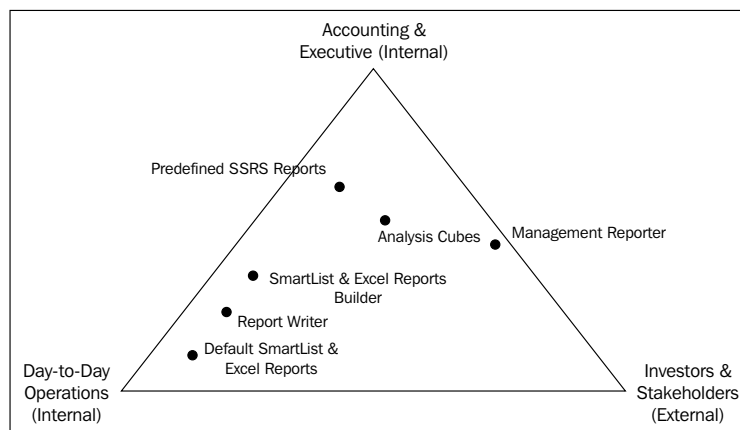 Accounting &
Executive (Internal)
Predefined SSRS Reports
Analysis Cubes
Management Reporter
SmartList & Excel Reports
Builder
Report Writer
Default SmartList &
Excel Reports
Day-to-Day
Operations
(Internal)
Investors &
Stakeholders
(External)